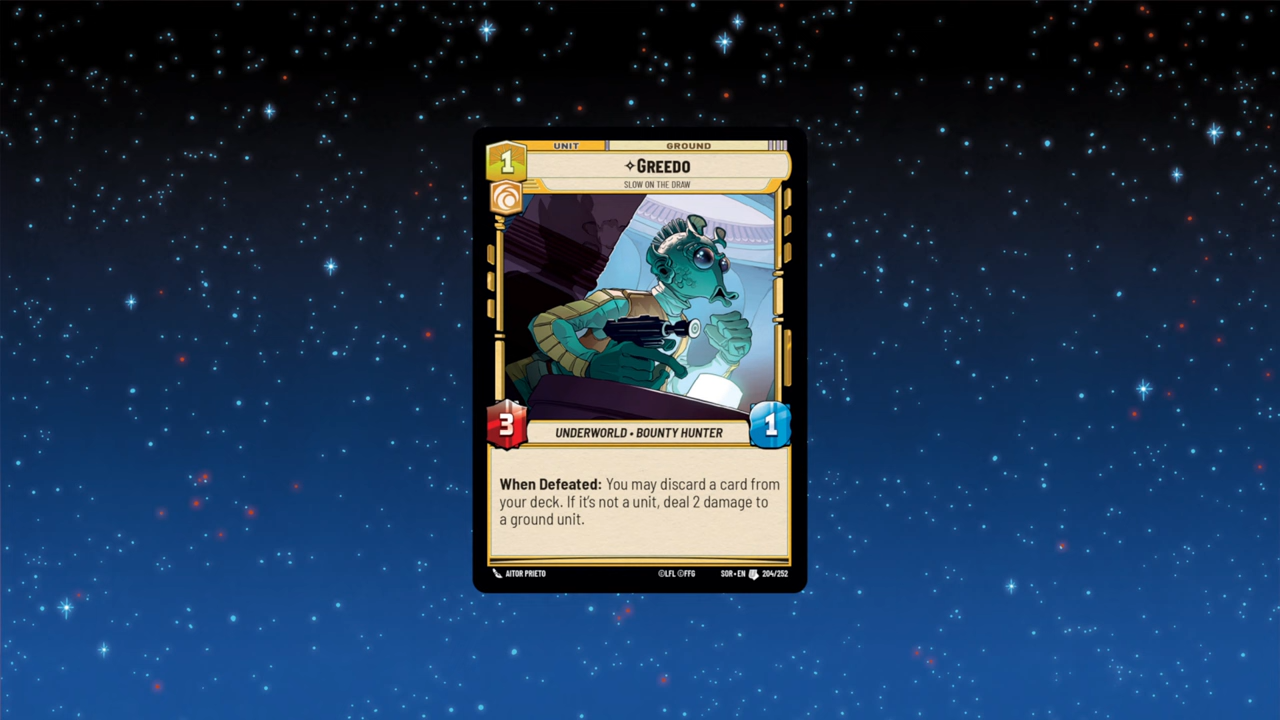 UNIT GROUND
1
GREEDO
SLOW ON THE DRAW
3
UNDERWORLD • BOUNTY HUNTER
1
When Defeated: You may discard a card from
your deck. If it's not a unit, deal 2 damage to
a ground unit.
AITOR PRIETO ©LFL ©FFG SOR • EN 204/252